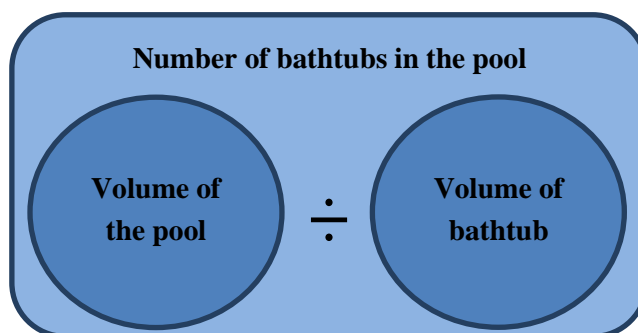 Number of bathtubs in the pool
Volume of
the pool
÷
Volume of
bathtub